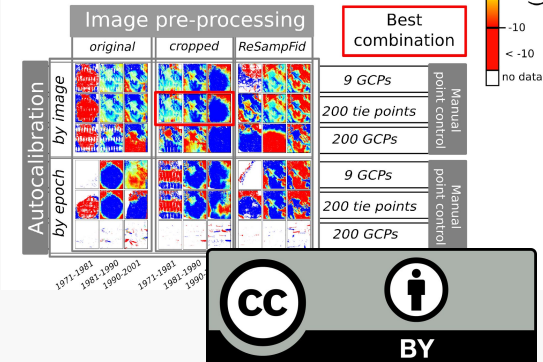 Image pre-processing
Best
combination
original
cropped
ReSampFid
-10
< -10
no data
Autocalibration
by image
by epoch
9 GCPs
200 tie points
200 GCPs
Manual
point control
9 GCPs
200 tie points
200 GCPs
Manual
point control
1971-1981
1981-1990
1990-2001
1971-1981
1981-1990
CC
BY